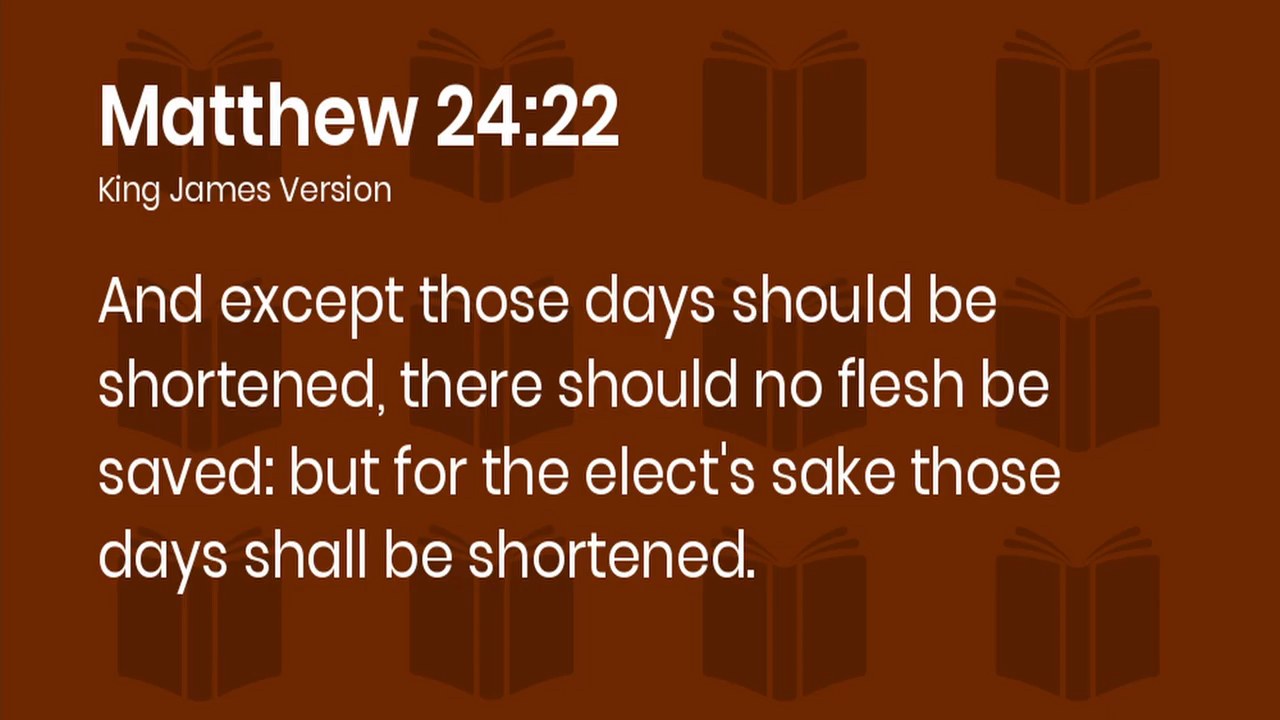 Matthew 24:22
King James Version
And except those days should be
shortened, there should no flesh be
saved: but for the elect's sake those
days shall be shortened.